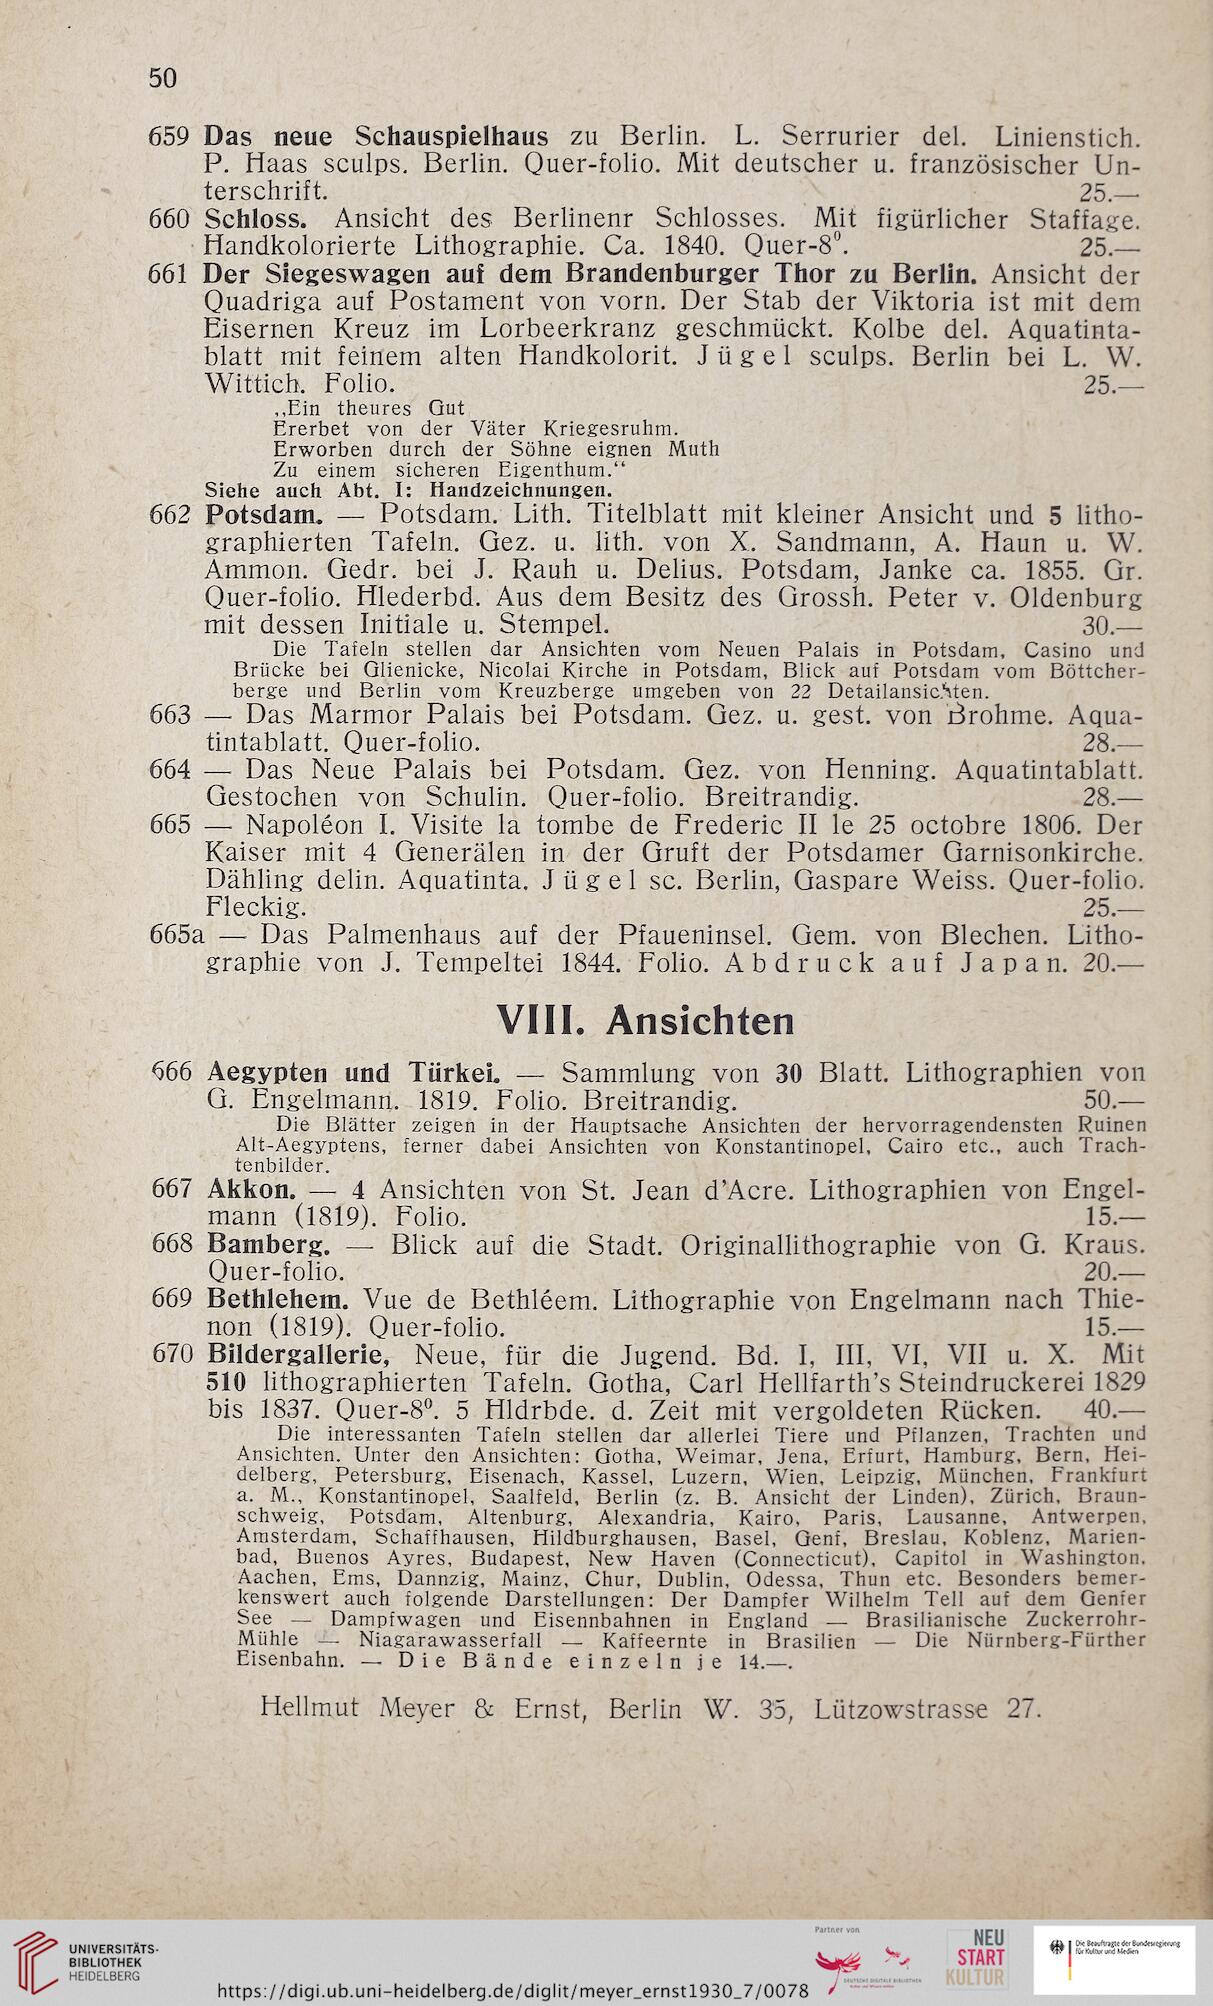 50
659 Das neue Schauspielhaus zu Berlin. L. Serrurier del. Linienstich.
P. Haas sculps. Berlin. Quer-folio. Mit deutscher u. französischer Un-
terschrift. 25.—
660 Schloss. Ansicht des Berlinenr Schlosses. Mit figürlicher Staffage.
Handkolorierte Lithographie. Ca. 1840. Quer-8⁰. 25.—
661 Der Siegeswagen auf dem Brandenburger Thor zu Berlin. Ansicht der
Quadriga auf Postament von vorn. Der Stab der Viktoria ist mit dem
Eisernen Kreuz im Lorbeerkranz geschmückt. Kolbe del. Aquatinta-
blatt mit feinem alten Handkolorit. Jügel sculps. Berlin bei L. W.
Wittich. Folio. 25.—
„Ein theures Gut
Ererbet von der Väter Kriegesruhm.
Erworben durch der Söhne eignen Muth
Zu einem sicheren Eigenthum.“
Siehe auch Abt. I: Handzeichnungen.
662 Potsdam. — Potsdam. Lith. Titelblatt mit kleiner Ansicht und 5 litho-
graphierten Tafeln. Gez. u. lith. von X. Sandmann, A. Haun u. W.
Ammon. Gedr. bei J. Rauh u. Delius. Potsdam, Janke ca. 1855. Gr.
Quer-folio. Hlederbd. Aus dem Besitz des Grossh. Peter v. Oldenburg
mit dessen Initiale u. Stempel. 30.—
Die Tafeln stellen dar Ansichten vom Neuen Palais in Potsdam, Casino und
Brücke bei Glienicke, Nicolai Kirche in Potsdam, Blick auf Potsdam vom Böttcher-
berge und Berlin vom Kreuzberge umgeben von 22 Detailansichten.
663 — Das Marmor Palais bei Potsdam. Gez. u. gest. von Brohme. Aqua-
tintablatt. Quer-folio. 28.—
664 — Das Neue Palais bei Potsdam. Gez. von Henning. Aquatintablatt.
Gestochen von Schulin. Quer-folio. Breitrandig. 28.—
665 — Napoléon I. Visite la tombe de Frederic II le 25 octobre 1806. Der
Kaiser mit 4 Generälen in der Gruft der Potsdamer Garnisonkirche.
Dähling delin. Aquatinta. Jügel sc. Berlin, Gaspare Weiss. Quer-folio.
Fleckig. 25.—
665a — Das Palmenhaus auf der Pfaueninsel. Gem. von Blechen. Litho-
graphie von J. Tempeltei 1844. Folio. Abdruck auf Japan. 20.—
VIII. Ansichten
666 Aegypten und Türkei. — Sammlung von 30 Blatt. Lithographien von
G. Engelmann. 1819. Folio. Breitrandig. 50.—
Die Blätter zeigen in der Hauptsache Ansichten der hervorragendensten Ruinen
Alt-Aegyptens, ferner dabei Ansichten von Konstantinopel, Cairo etc., auch Trach-
tenbilder.
667 Akkon. — 4 Ansichten von St. Jean d’Acre. Lithographien von Engel-
mann (1819). Folio. 15.—
668 Bamberg. — Blick auf die Stadt. Originallithographie von G. Kraus.
Quer-folio. 20.—
669 Bethlehem. Vue de Bethléem. Lithographie von Engelmann nach Thie-
non (1819). Quer-folio. 15.—
670 Bildergallerie, Neue, für die Jugend. Bd. I, III, VI, VII u. X. Mit
510 lithographierten Tafeln. Gotha, Carl Hellfarth’s Steindruckerei 1829
bis 1837. Quer-8⁰. 5 Hldrbde. d. Zeit mit vergoldeten Rücken. 40.—
Die interessanten Tafeln stellen dar allerlei Tiere und Pflanzen, Trachten und
Ansichten. Unter den Ansichten: Gotha, Weimar, Jena, Erfurt, Hamburg, Bern, Hei-
delberg, Petersburg, Eisenach, Kassel, Luzern, Wien, Leipzig, München, Frankfurt
a. M., Konstantinopel, Saalfeld, Berlin (z. B. Ansicht der Linden), Zürich, Braun-
schweig, Potsdam, Altenburg, Alexandria, Kairo, Paris, Lausanne, Antwerpen,
Amsterdam, Schaffhausen, Hildburghausen, Basel, Genf, Breslau, Koblenz, Marien-
bad, Buenos Ayres, Budapest, New Haven (Connecticut), Capitol in Washington,
Aachen, Ems, Dannzig, Mainz, Chur, Dublin, Odessa, Thun etc. Besonders bemer-
kenswert auch folgende Darstellungen: Der Dampfer Wilhelm Tell auf dem Genfer
See — Dampfwagen und Eisennbahnen in England — Brasilianische Zuckerrohr-
Mühle — Niagarawasserfall — Kaffeernte in Brasilien — Die Nürnberg-Fürther
Eisenbahn. — Die Bände einzeln je 14.—.
Hellmut Meyer & Ernst, Berlin W. 35, Lützowstrasse 27.
UNIVERSITÄTS-
BIBLIOTHEK
HEIDELBERG
https://digi.ub.uni-heidelberg.de/diglit/meyer_ernst1930_7/0078
Partner von
DEUTSCHE DIGITALE BIBLIOTHEK
Kultur und Wissen online
NEU
START
KULTUR
Die Beauftragte der Bundesregierung
für Kultur und Medien